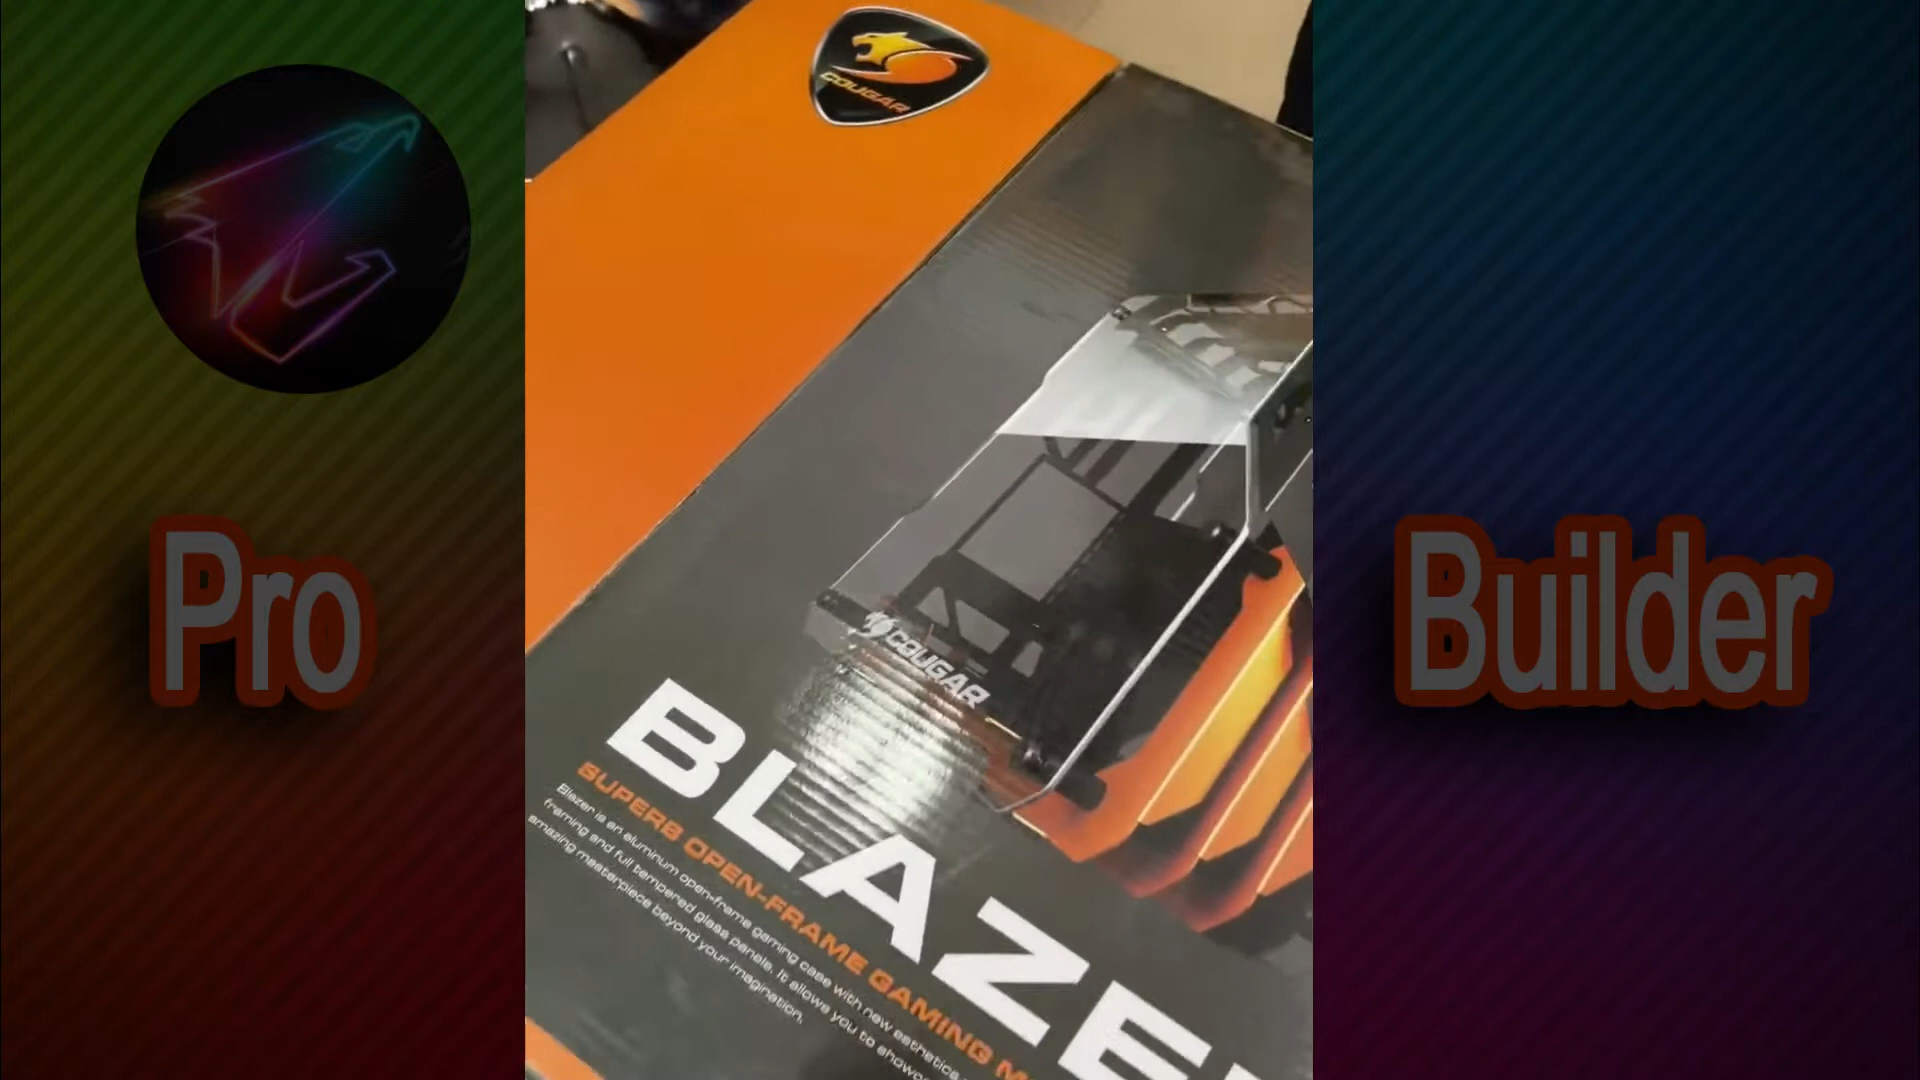 COUGAR
Pro
Builder
COUGAR
BLAZE
SUPERB OPEN-FRAME GAMING M
Blazer is an aluminum open-frame gaming case with new esthetics
framing and full tempered glass panels. It allows you to showc
amazing masterpiece beyond your imagination.